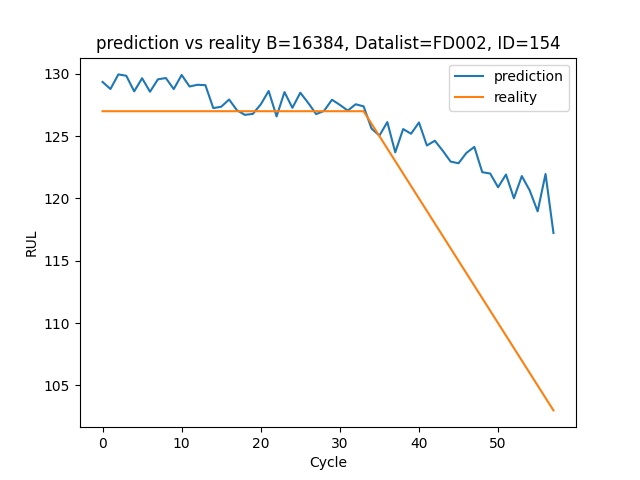 prediction vs reality B=16384, Datalist=FD002, ID=154
prediction
reality
RUL
130
125
120
115
110
105
0 10 20 30 40 50
Cycle